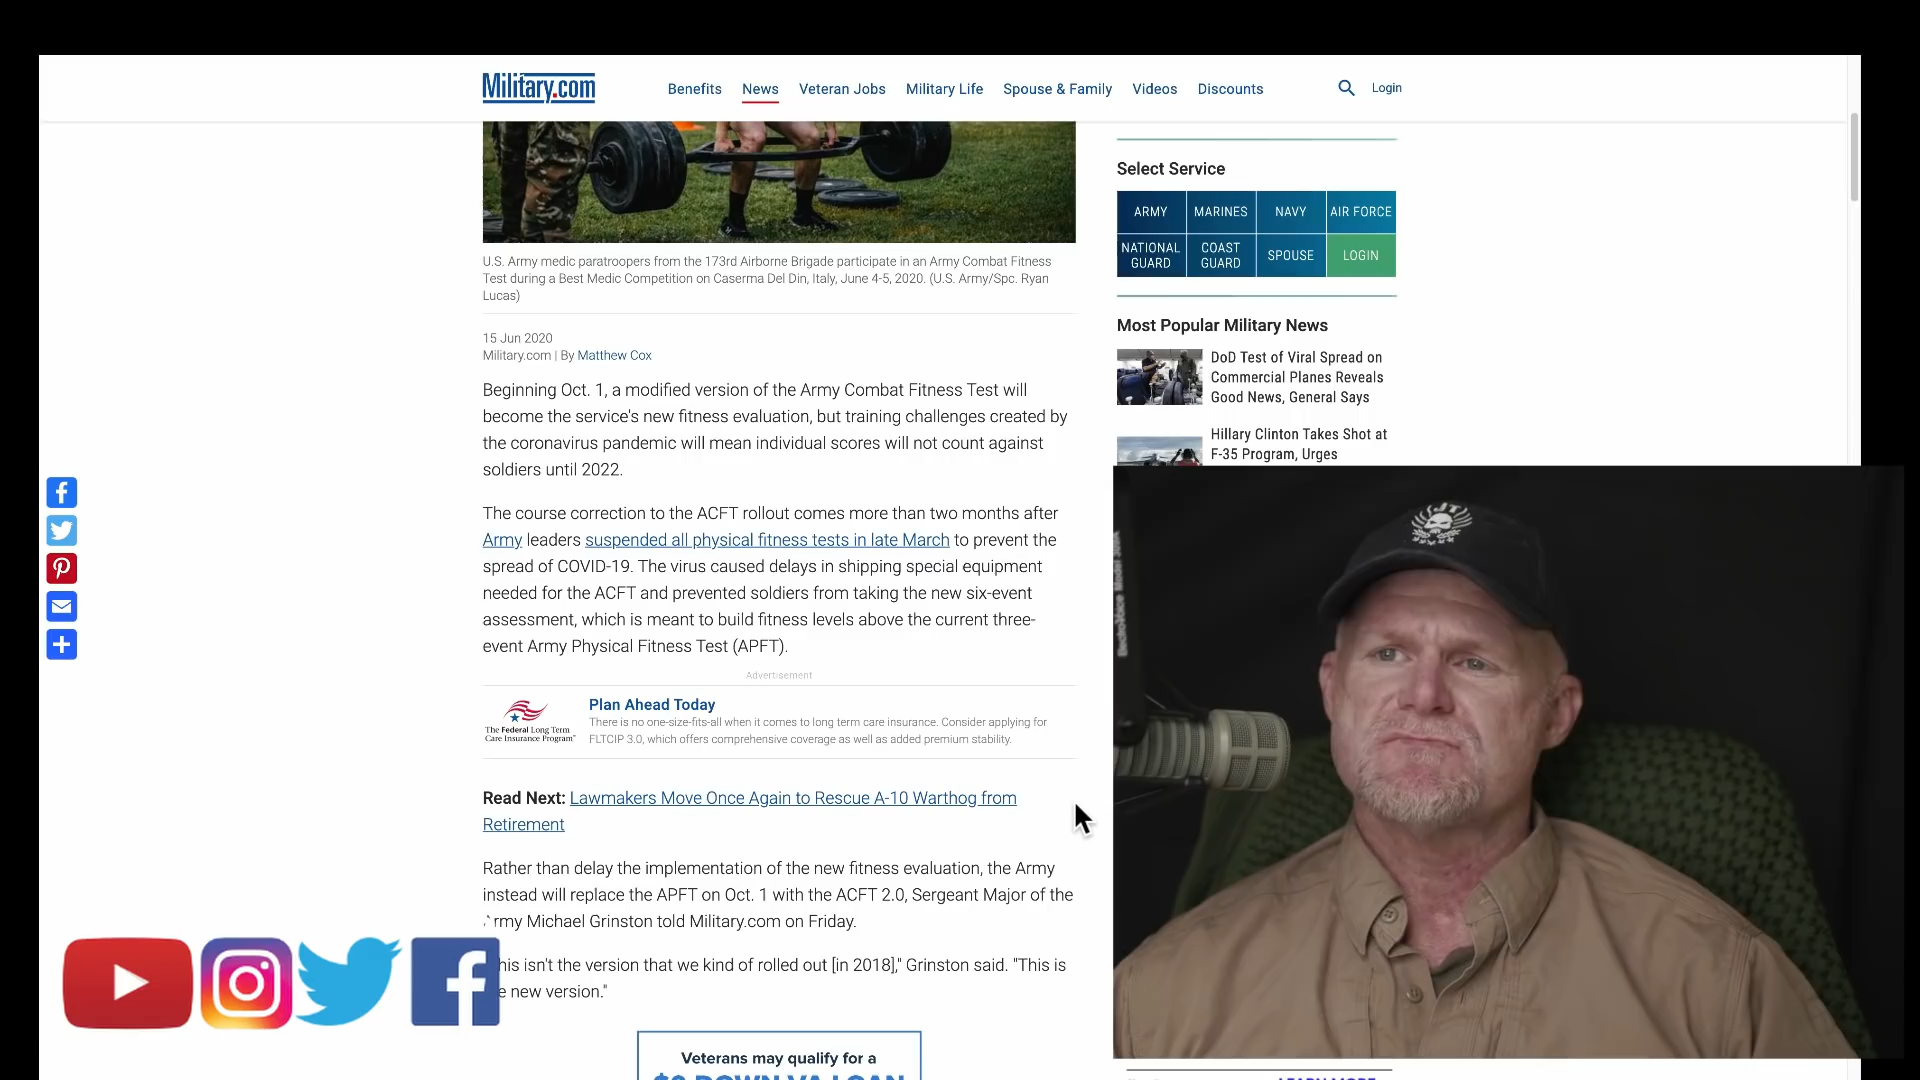 Military.com
Benefits News Veteran Jobs Military Life Spouse & Family Videos Discounts Login
U.S. Army medic paratroopers from the 173rd Airborne Brigade participate in an Army Combat Fitness
Test during a Best Medic Competition on Caserma Del Din, Italy, June 4-5, 2020. (U.S. Army/Spc. Ryan
Lucas)
15 Jun 2020
Military.com | By Matthew Cox
Beginning Oct. 1, a modified version of the Army Combat Fitness Test will
become the service's new fitness evaluation, but training challenges created by
the coronavirus pandemic will mean individual scores will not count against
soldiers until 2022.
The course correction to the ACFT rollout comes more than two months after
Army leaders suspended all physical fitness tests in late March to prevent the
spread of COVID-19. The virus caused delays in shipping special equipment
needed for the ACFT and prevented soldiers from taking the new six-event
assessment, which is meant to build fitness levels above the current three-
event Army Physical Fitness Test (APFT).
Advertisement
The Federal Long Term
Care Insurance Program
Plan Ahead Today
There is no one-size-fits-all when it comes to long term care insurance. Consider applying for
FLTCIP 3.0, which offers comprehensive coverage as well as added premium stability.
Read Next: Lawmakers Move Once Again to Rescue A-10 Warthog from
Retirement
Rather than delay the implementation of the new fitness evaluation, the Army
instead will replace the APFT on Oct. 1 with the ACFT 2.0, Sergeant Major of the
rmy Michael Grinston told Military.com on Friday.
his isn't the version that we kind of rolled out [in 2018]," Grinston said. "This is
e new version."
Veterans may qualify for a
$0 DOWN VA LOAN
Select Service
ARMY MARINES NAVY AIR FORCE
NATIONAL GUARD COAST GUARD SPOUSE LOGIN
Most Popular Military News
DoD Test of Viral Spread on
Commercial Planes Reveals
Good News, General Says
Hillary Clinton Takes Shot at
F-35 Program, Urges
JT
LEARN MORE